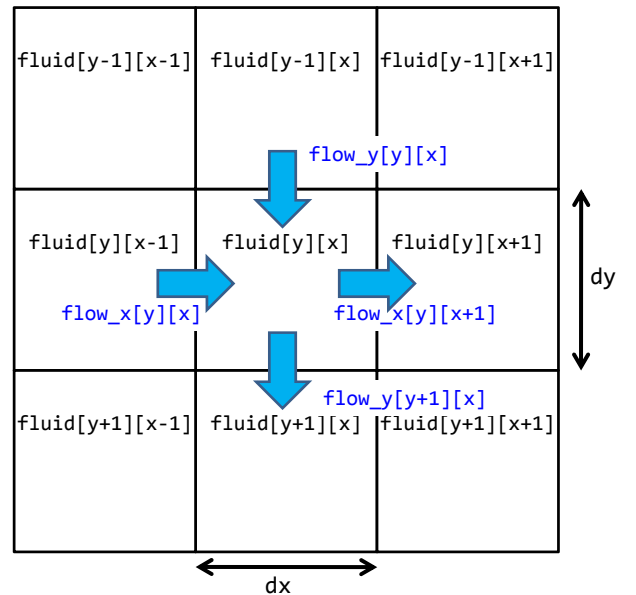 fluid[y-1][x-1] fluid[y-1][x] fluid[y-1][x+1]
flow_y[y][x]
fluid[y][x-1] fluid[y][x] fluid[y][x+1]
dy
flow_x[y][x] flow_x[y][x+1]
flow_y[y+1][x]
fluid[y+1][x-1] fluid[y+1][x] fluid[y+1][x+1]
dx